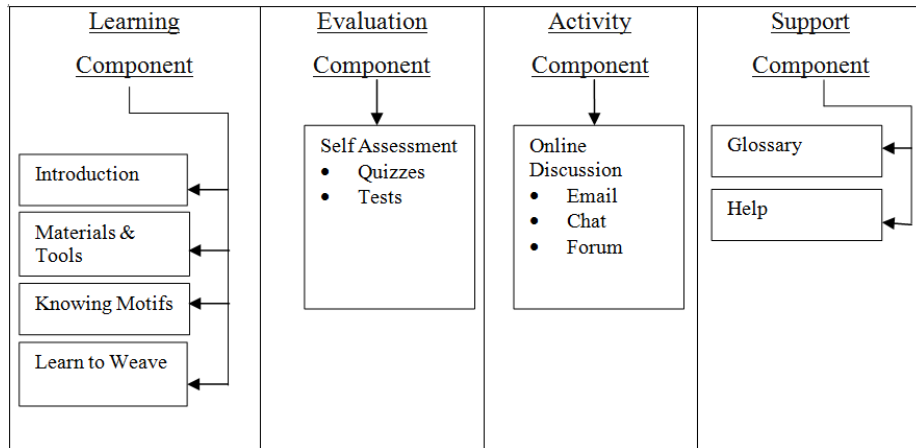 Learning
Component
Introduction
Materials &
Tools
Knowing Motifs
Learn to Weave
Evaluation
Component
Self Assessment
• Quizzes
• Tests
Activity
Component
Online
Discussion
• Email
• Chat
• Forum
Support
Component
Glossary
Help